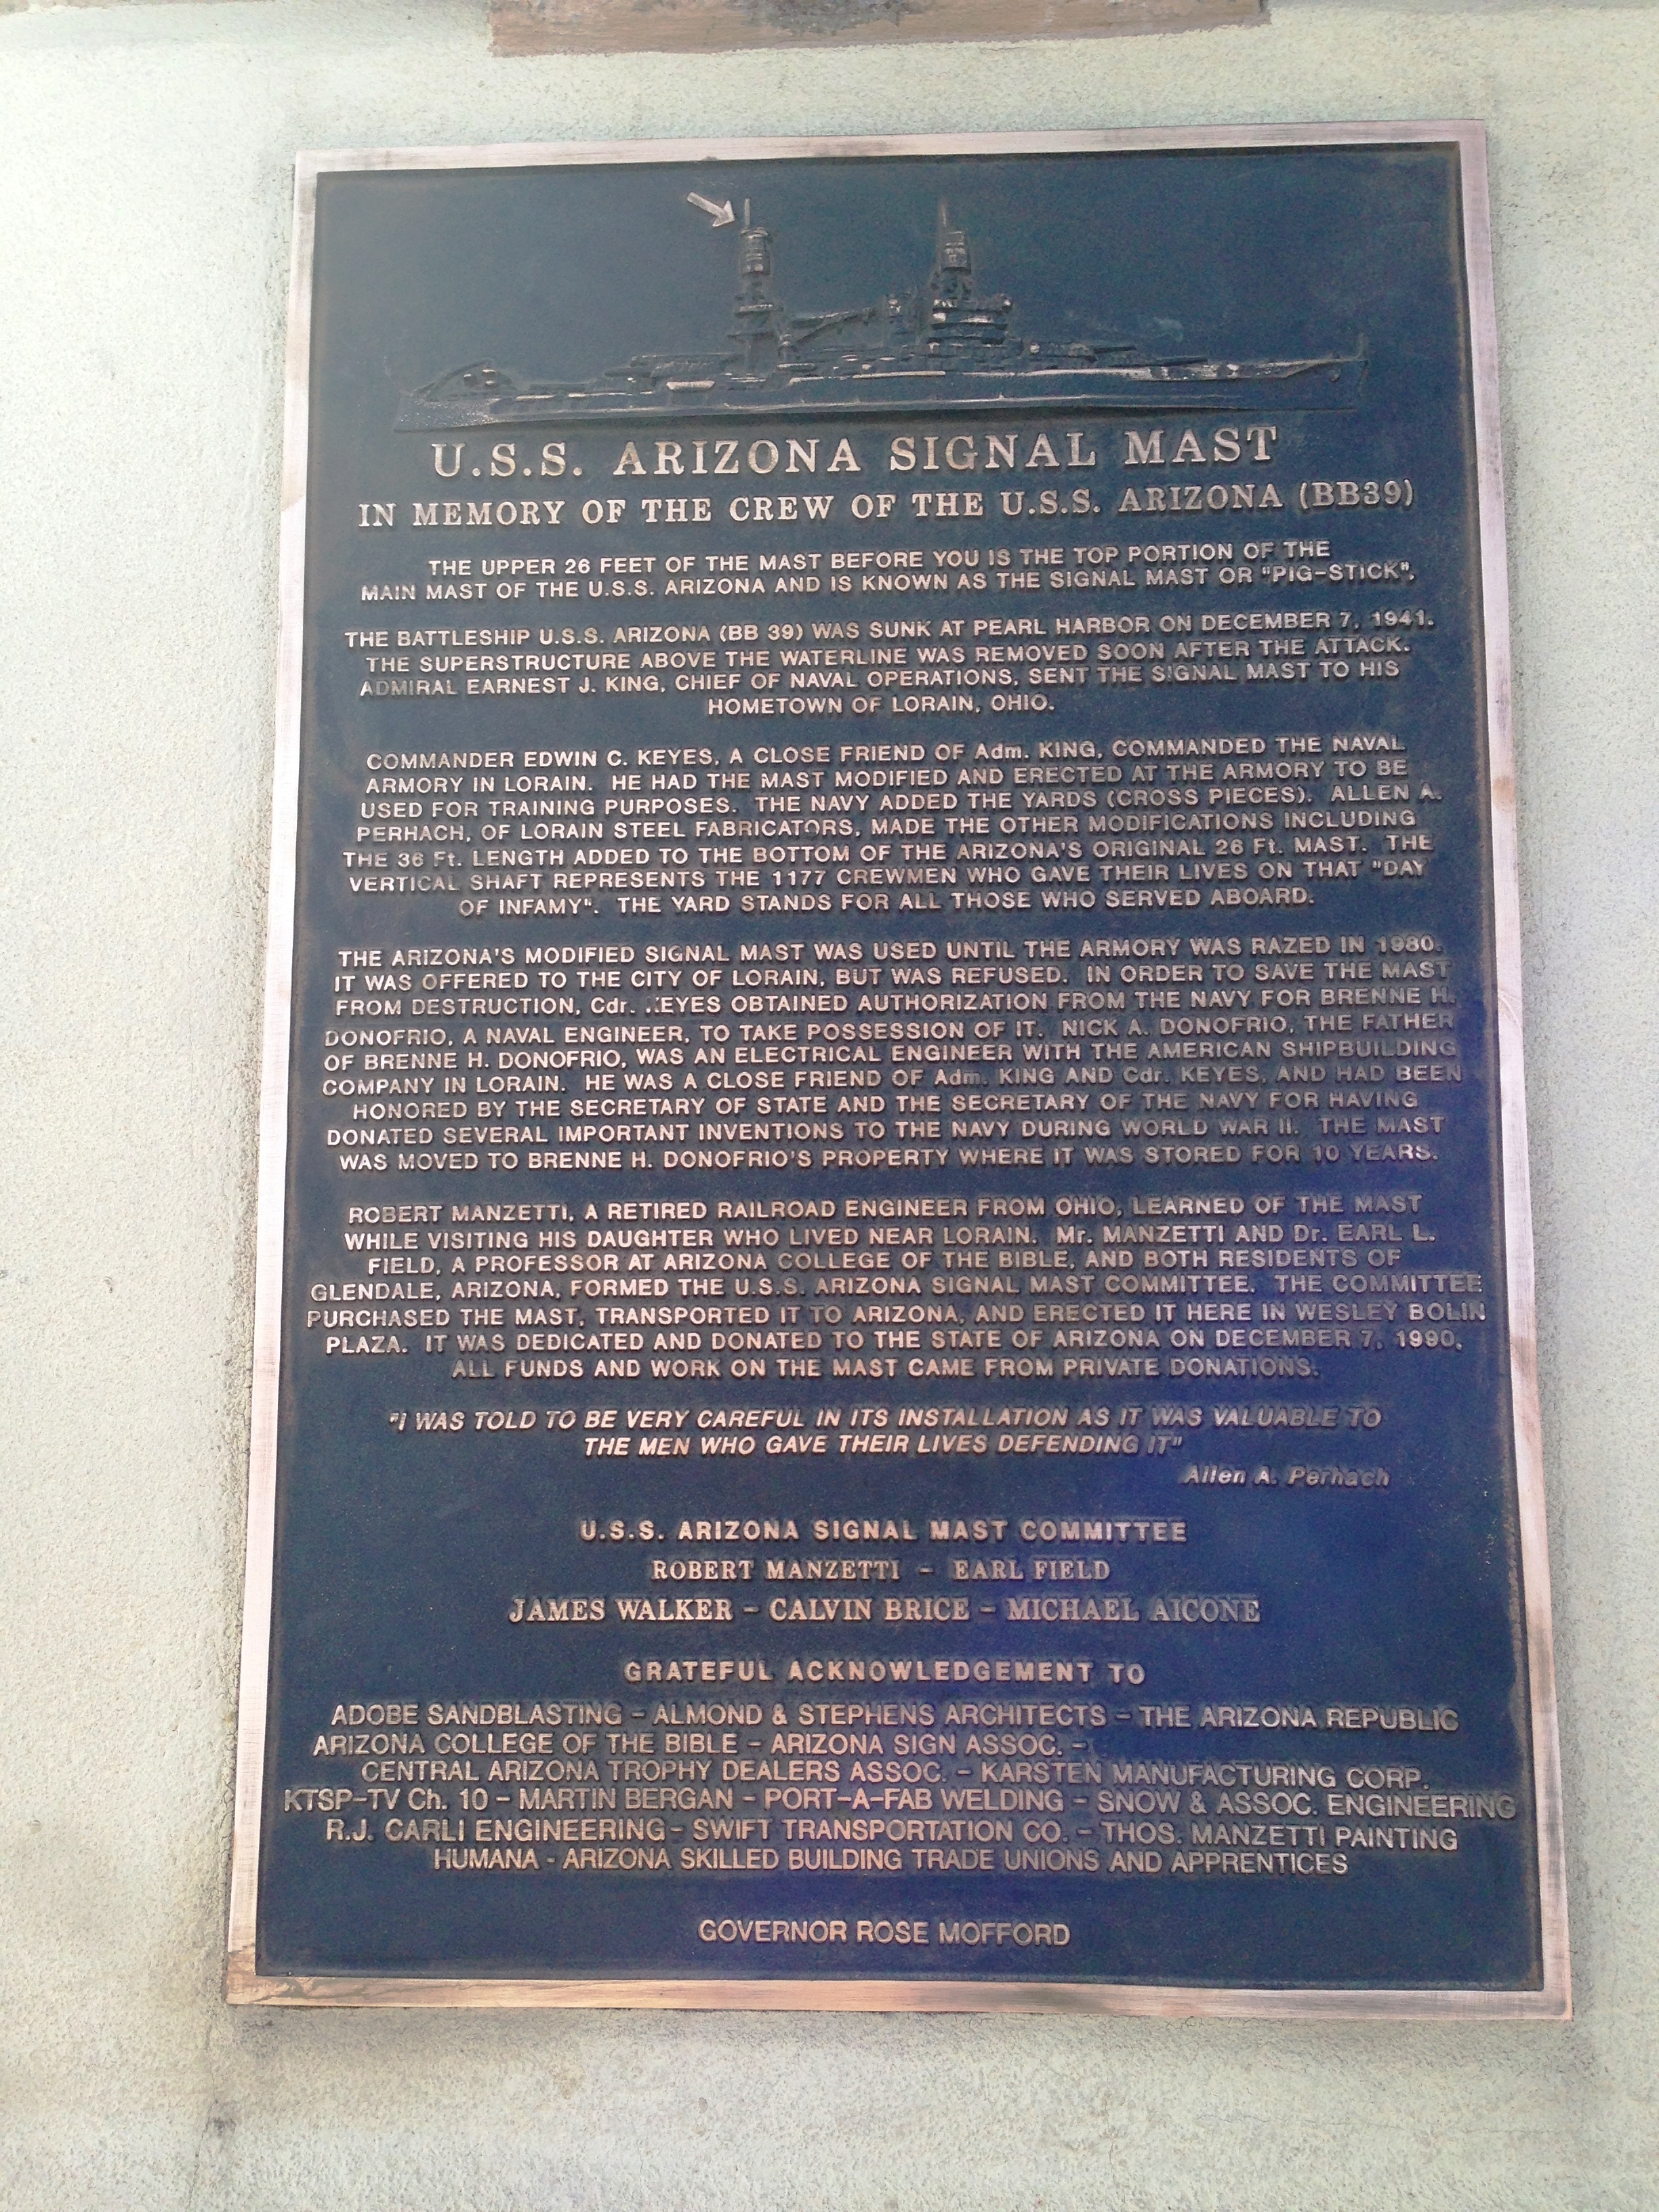 U.S.S. ARIZONA SIGNAL MAST
IN MEMORY OF THE CREW OF THE U.S.S. ARIZONA (BB39)
THE UPPER 26 FEET OF THE MAST BEFORE YOU IS THE TOP PORTION OF THE
MAIN MAST OF THE U.S.S. ARIZONA AND IS KNOWN AS THE SIGNAL MAST OR "PIG-STICK".
THE BATTLESHIP U.S.S. ARIZONA (BB 39) WAS SUNK AT PEARL HARBOR ON DECEMBER 7, 1941.
THE SUPERSTRUCTURE ABOVE THE WATERLINE WAS REMOVED SOON AFTER THE ATTACK.
ADMIRAL EARNEST J. KING, CHIEF OF NAVAL OPERATIONS, SENT THE SIGNAL MAST TO HIS
HOMETOWN OF LORAIN, OHIO.
COMMANDER EDWIN C. KEYES, A CLOSE FRIEND OF Adm. KING, COMMANDED THE NAVAL
ARMORY IN LORAIN. HE HAD THE MAST MODIFIED AND ERECTED AT THE ARMORY TO BE
USED FOR TRAINING PURPOSES. THE NAVY ADDED THE YARDS (CROSS PIECES). ALLEN A.
PERHACH, OF LORAIN STEEL FABRICATORS, MADE THE OTHER MODIFICATIONS INCLUDING
THE 36 Ft. LENGTH ADDED TO THE BOTTOM OF THE ARIZONA'S ORIGINAL 26 Ft. MAST. THE
VERTICAL SHAFT REPRESENTS THE 1177 CREWMEN WHO GAVE THEIR LIVES ON THAT "DAY
OF INFAMY". THE YARD STANDS FOR ALL THOSE WHO SERVED ABOARD.
THE ARIZONA'S MODIFIED SIGNAL MAST WAS USED UNTIL THE ARMORY WAS RAZED IN 1980.
IT WAS OFFERED TO THE CITY OF LORAIN, BUT WAS REFUSED. IN ORDER TO SAVE THE MAST
FROM DESTRUCTION, Cdr. KEYES OBTAINED AUTHORIZATION FROM THE NAVY FOR BRENNE H.
DONOFRIO, A NAVAL ENGINEER, TO TAKE POSSESSION OF IT. NICK A. DONOFRIO, THE FATHER
OF BRENNE H. DONOFRIO, WAS AN ELECTRICAL ENGINEER WITH THE AMERICAN SHIPBUILDING
COMPANY IN LORAIN. HE WAS A CLOSE FRIEND OF Adm. KING AND Cdr. KEYES, AND HAD BEEN
HONORED BY THE SECRETARY OF STATE AND THE SECRETARY OF THE NAVY FOR HAVING
DONATED SEVERAL IMPORTANT INVENTIONS TO THE NAVY DURING WORLD WAR II. THE MAST
WAS MOVED TO BRENNE H. DONOFRIO'S PROPERTY WHERE IT WAS STORED FOR 10 YEARS.
ROBERT MANZETTI, A RETIRED RAILROAD ENGINEER FROM OHIO, LEARNED OF THE MAST
WHILE VISITING HIS DAUGHTER WHO LIVED NEAR LORAIN. Mr. MANZETTI AND Dr. EARL L.
FIELD, A PROFESSOR AT ARIZONA COLLEGE OF THE BIBLE, AND BOTH RESIDENTS OF
GLENDALE, ARIZONA, FORMED THE U.S.S. ARIZONA SIGNAL MAST COMMITTEE. THE COMMITTEE
PURCHASED THE MAST, TRANSPORTED IT TO ARIZONA, AND ERECTED IT HERE IN WESLEY BOLIN
PLAZA. IT WAS DEDICATED AND DONATED TO THE STATE OF ARIZONA ON DECEMBER 7, 1990.
ALL FUNDS AND WORK ON THE MAST CAME FROM PRIVATE DONATIONS.
"I WAS TOLD TO BE VERY CAREFUL IN ITS INSTALLATION AS IT WAS VALUABLE TO
THE MEN WHO GAVE THEIR LIVES DEFENDING IT"
Allen A. Perhach
U.S.S. ARIZONA SIGNAL MAST COMMITTEE
ROBERT MANZETTI - EARL FIELD
JAMES WALKER - CALVIN BRICE - MICHAEL AICONE
GRATEFUL ACKNOWLEDGEMENT TO
ADOBE SANDBLASTING - ALMOND & STEPHENS ARCHITECTS - THE ARIZONA REPUBLIC
ARIZONA COLLEGE OF THE BIBLE - ARIZONA SIGN ASSOC. -
CENTRAL ARIZONA TROPHY DEALERS ASSOC. - KARSTEN MANUFACTURING CORP.
KTSP-TV Ch. 10 - MARTIN BERGAN - PORT-A-FAB WELDING - SNOW & ASSOC. ENGINEERING
R.J. CARLI ENGINEERING - SWIFT TRANSPORTATION CO. - THOS. MANZETTI PAINTING
HUMANA - ARIZONA SKILLED BUILDING TRADE UNIONS AND APPRENTICES
GOVERNOR ROSE MOFFORD